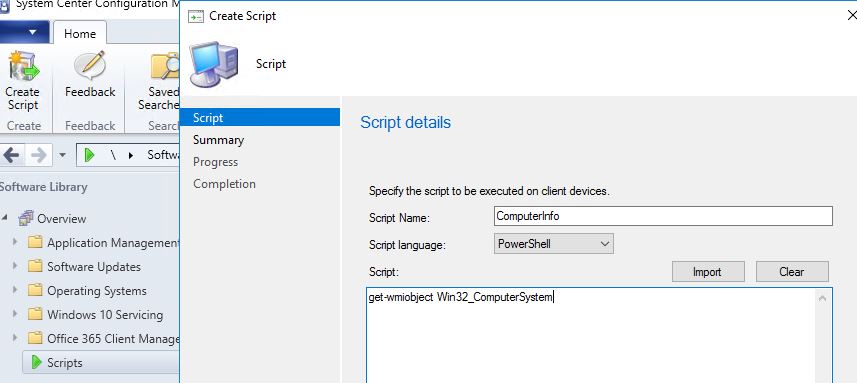 System Center Configuration M
Create Script
Home
Create
Script
Feedback
Saved
Searche
Create
Feedback
Searc
\ Softwa
Software Library
Overview
Application Management
Software Updates
Operating Systems
Windows 10 Servicing
Office 365 Client Manage
Scripts
Script
Script
Summary
Progress
Completion
Script details
Specify the script to be executed on client devices.
Script Name: ComputerInfo
Script language: PowerShell
Script: Import Clear
get-wmiobject Win32_ComputerSystem